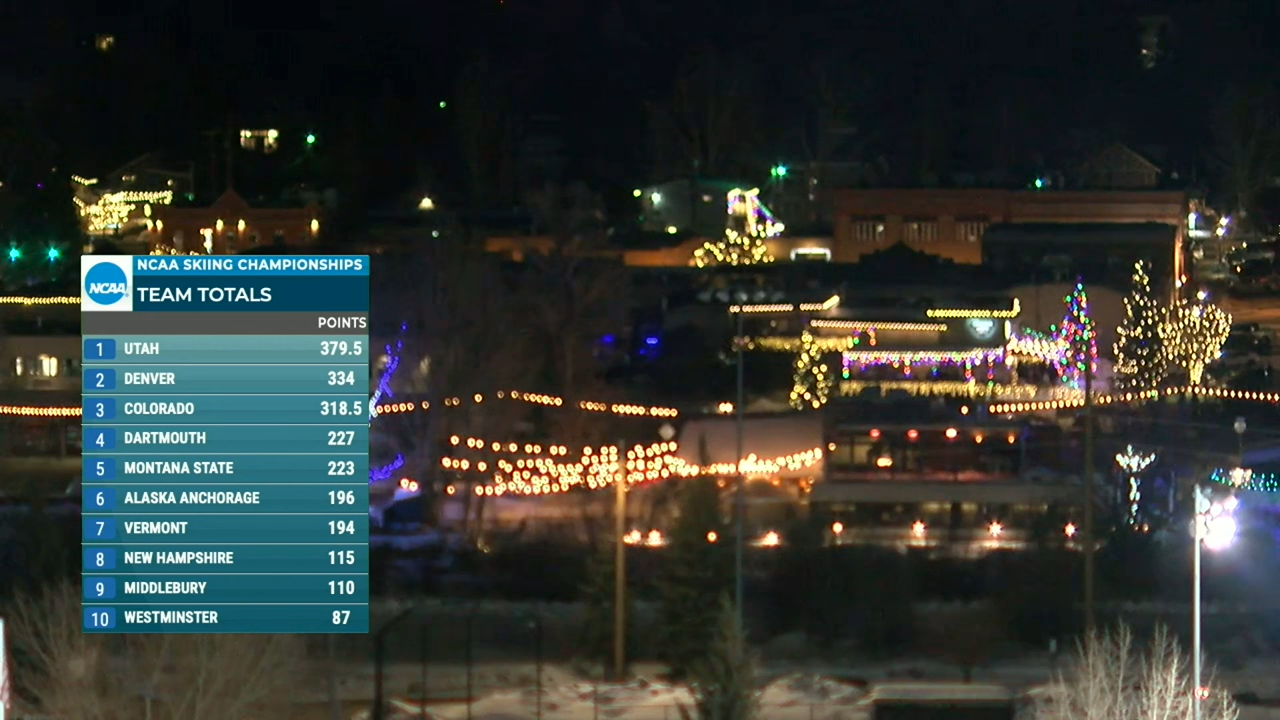 NCAA
NCAA SKIING CHAMPIONSHIPS
TEAM TOTALS
POINTS
1 UTAH 379.5
2 DENVER 334
3 COLORADO 318.5
4 DARTMOUTH 227
5 MONTANA STATE 223
6 ALASKA ANCHORAGE 196
7 VERMONT 194
8 NEW HAMPSHIRE 115
9 MIDDLEBURY 110
10 WESTMINSTER 87